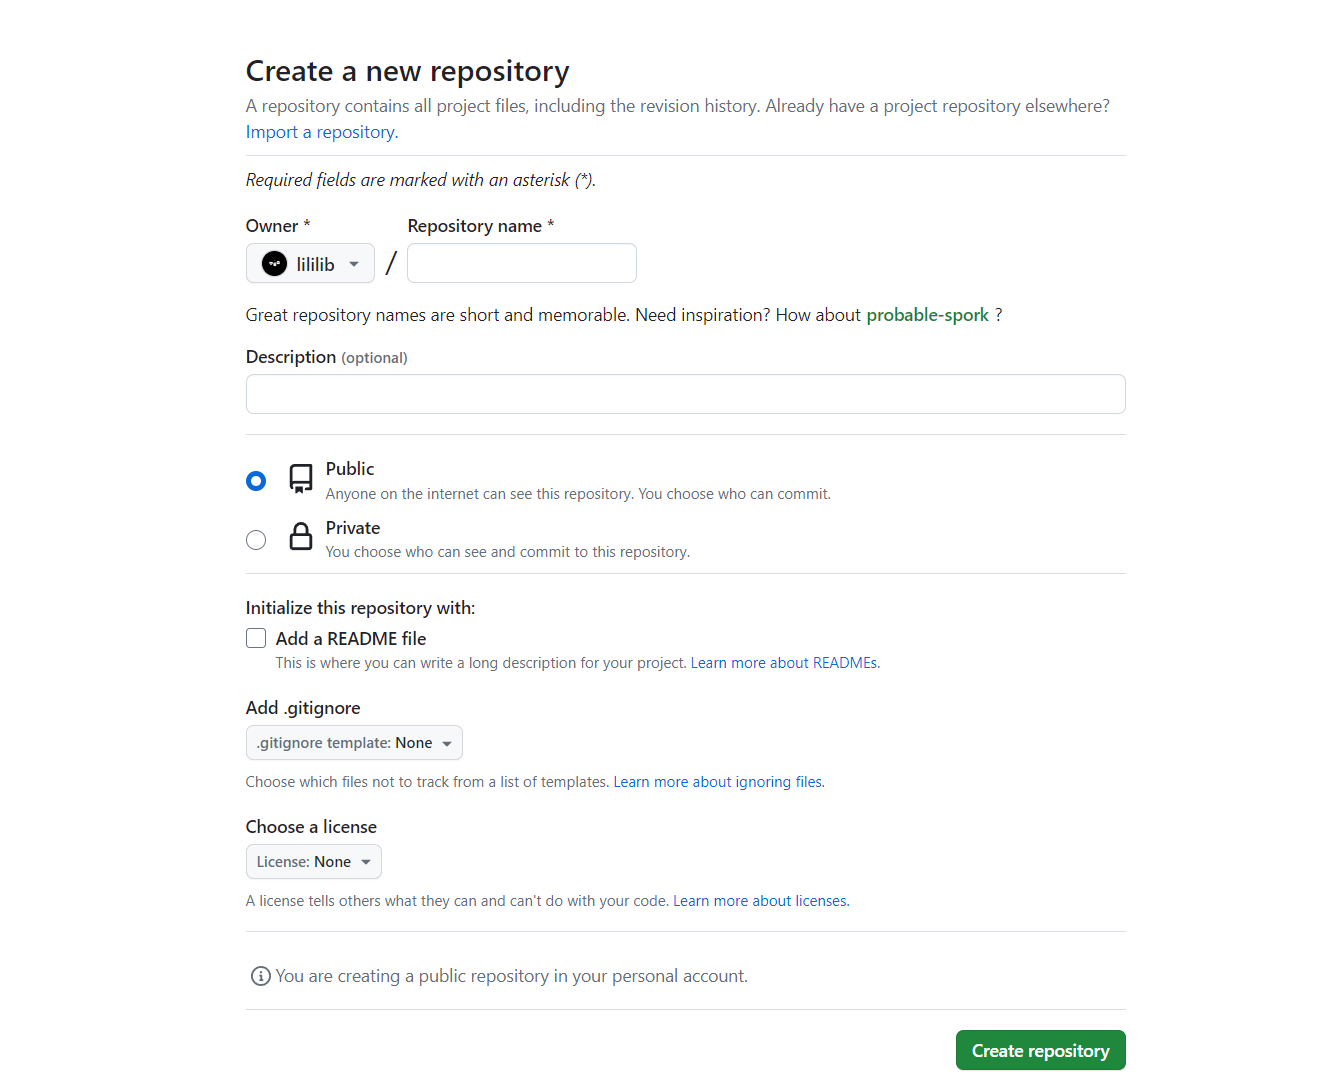 Create a new repository
A repository contains all project files, including the revision history. Already have a project repository elsewhere?
Import a repository.
Required fields are marked with an asterisk (*).
Owner * Repository name *
lililib / 
Great repository names are short and memorable. Need inspiration? How about probable-spork ?
Description (optional)
Public
Anyone on the internet can see this repository. You choose who can commit.
Private
You choose who can see and commit to this repository.
Initialize this repository with:
Add a README file
This is where you can write a long description for your project. Learn more about READMEs.
Add .gitignore
.gitignore template: None
Choose which files not to track from a list of templates. Learn more about ignoring files.
Choose a license
License: None
A license tells others what they can and can't do with your code. Learn more about licenses.
You are creating a public repository in your personal account.
Create repository